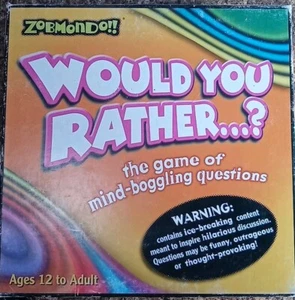 ZOBMONDO!!
WOULD YOU
RATHER...?
the game of
mind-boggling questions
WARNING:
contains ice-breaking content
meant to inspire hilarious discussion.
Questions may be funny, outrageous
or thought-provoking!
Ages 12 to Adult